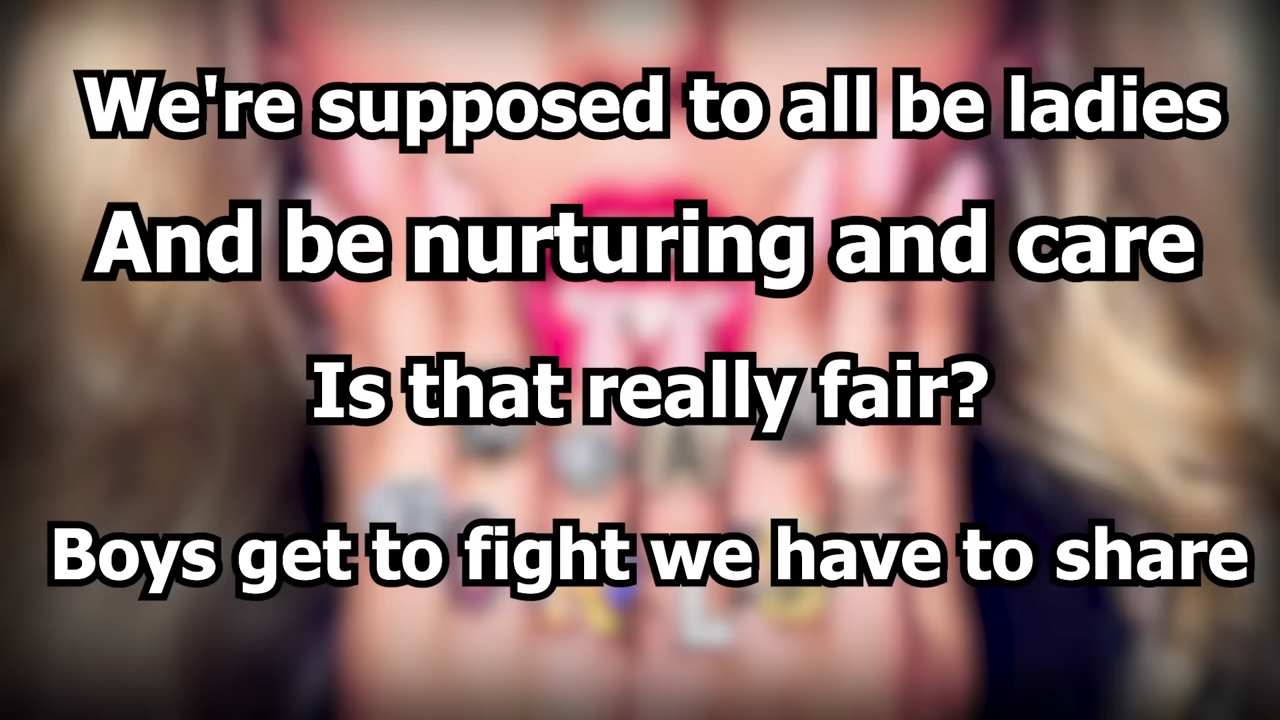 We're supposed to all be ladies
And be nurturing and care
Is that really fair?
Boys get to fight we have to share